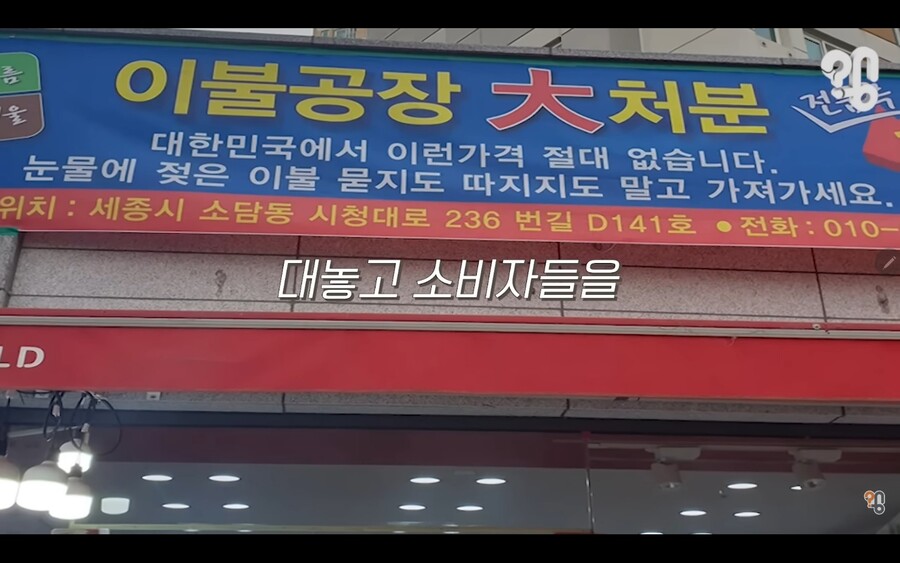 이불공장 大처분
대한민국에서 이런가격 절대 없습니다.
눈물에 젖은 이불 묻지도 따지지도 말고 가져가세요.
위치 : 세종시 소담동 시청대로 236 번길 D141호 ●전화 : 010-
대놓고 소비자들을
LD